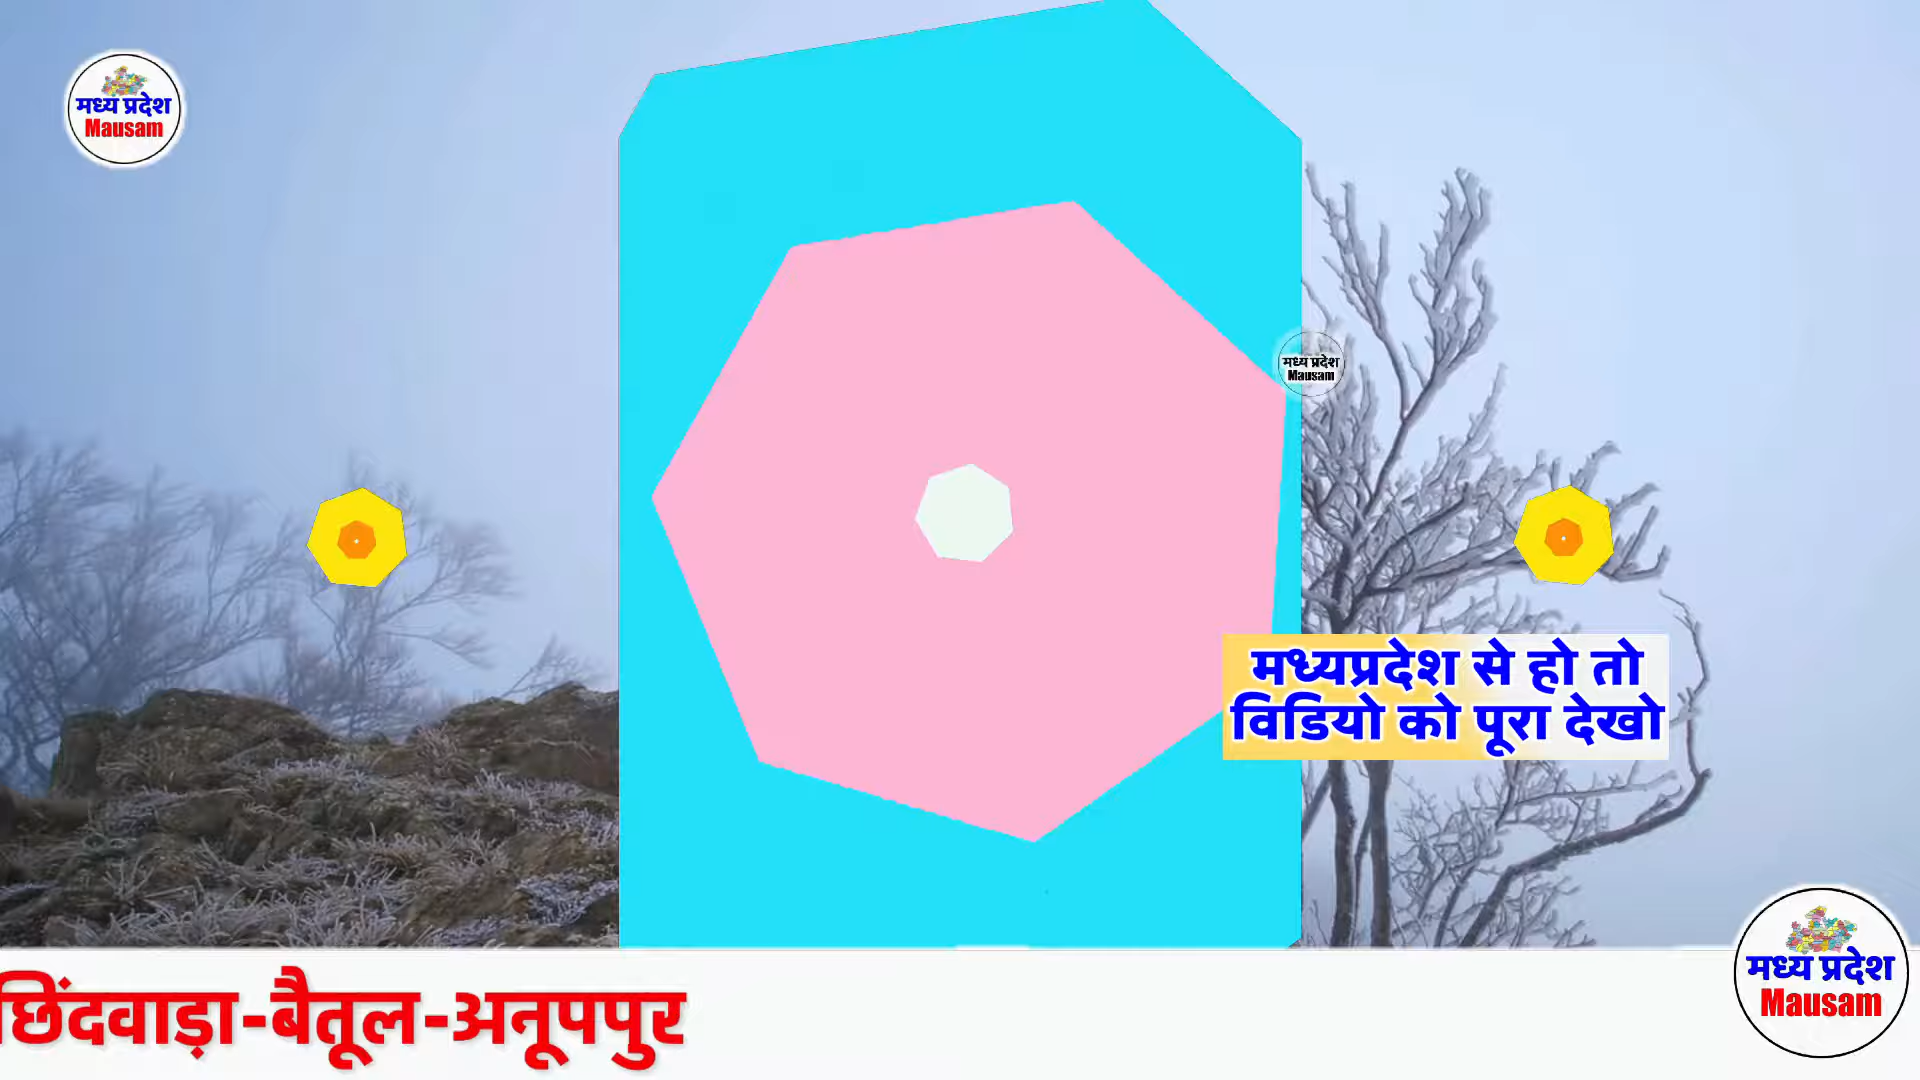 मध्य प्रदेश
Mausam
मध्य प्रदेश
Mausam
मध्यप्रदेश से हो तो
विडियो को पूरा देखो
छिंदवाड़ा-बैतूल-अनूपपुर
मध्य प्रदेश
Mausam